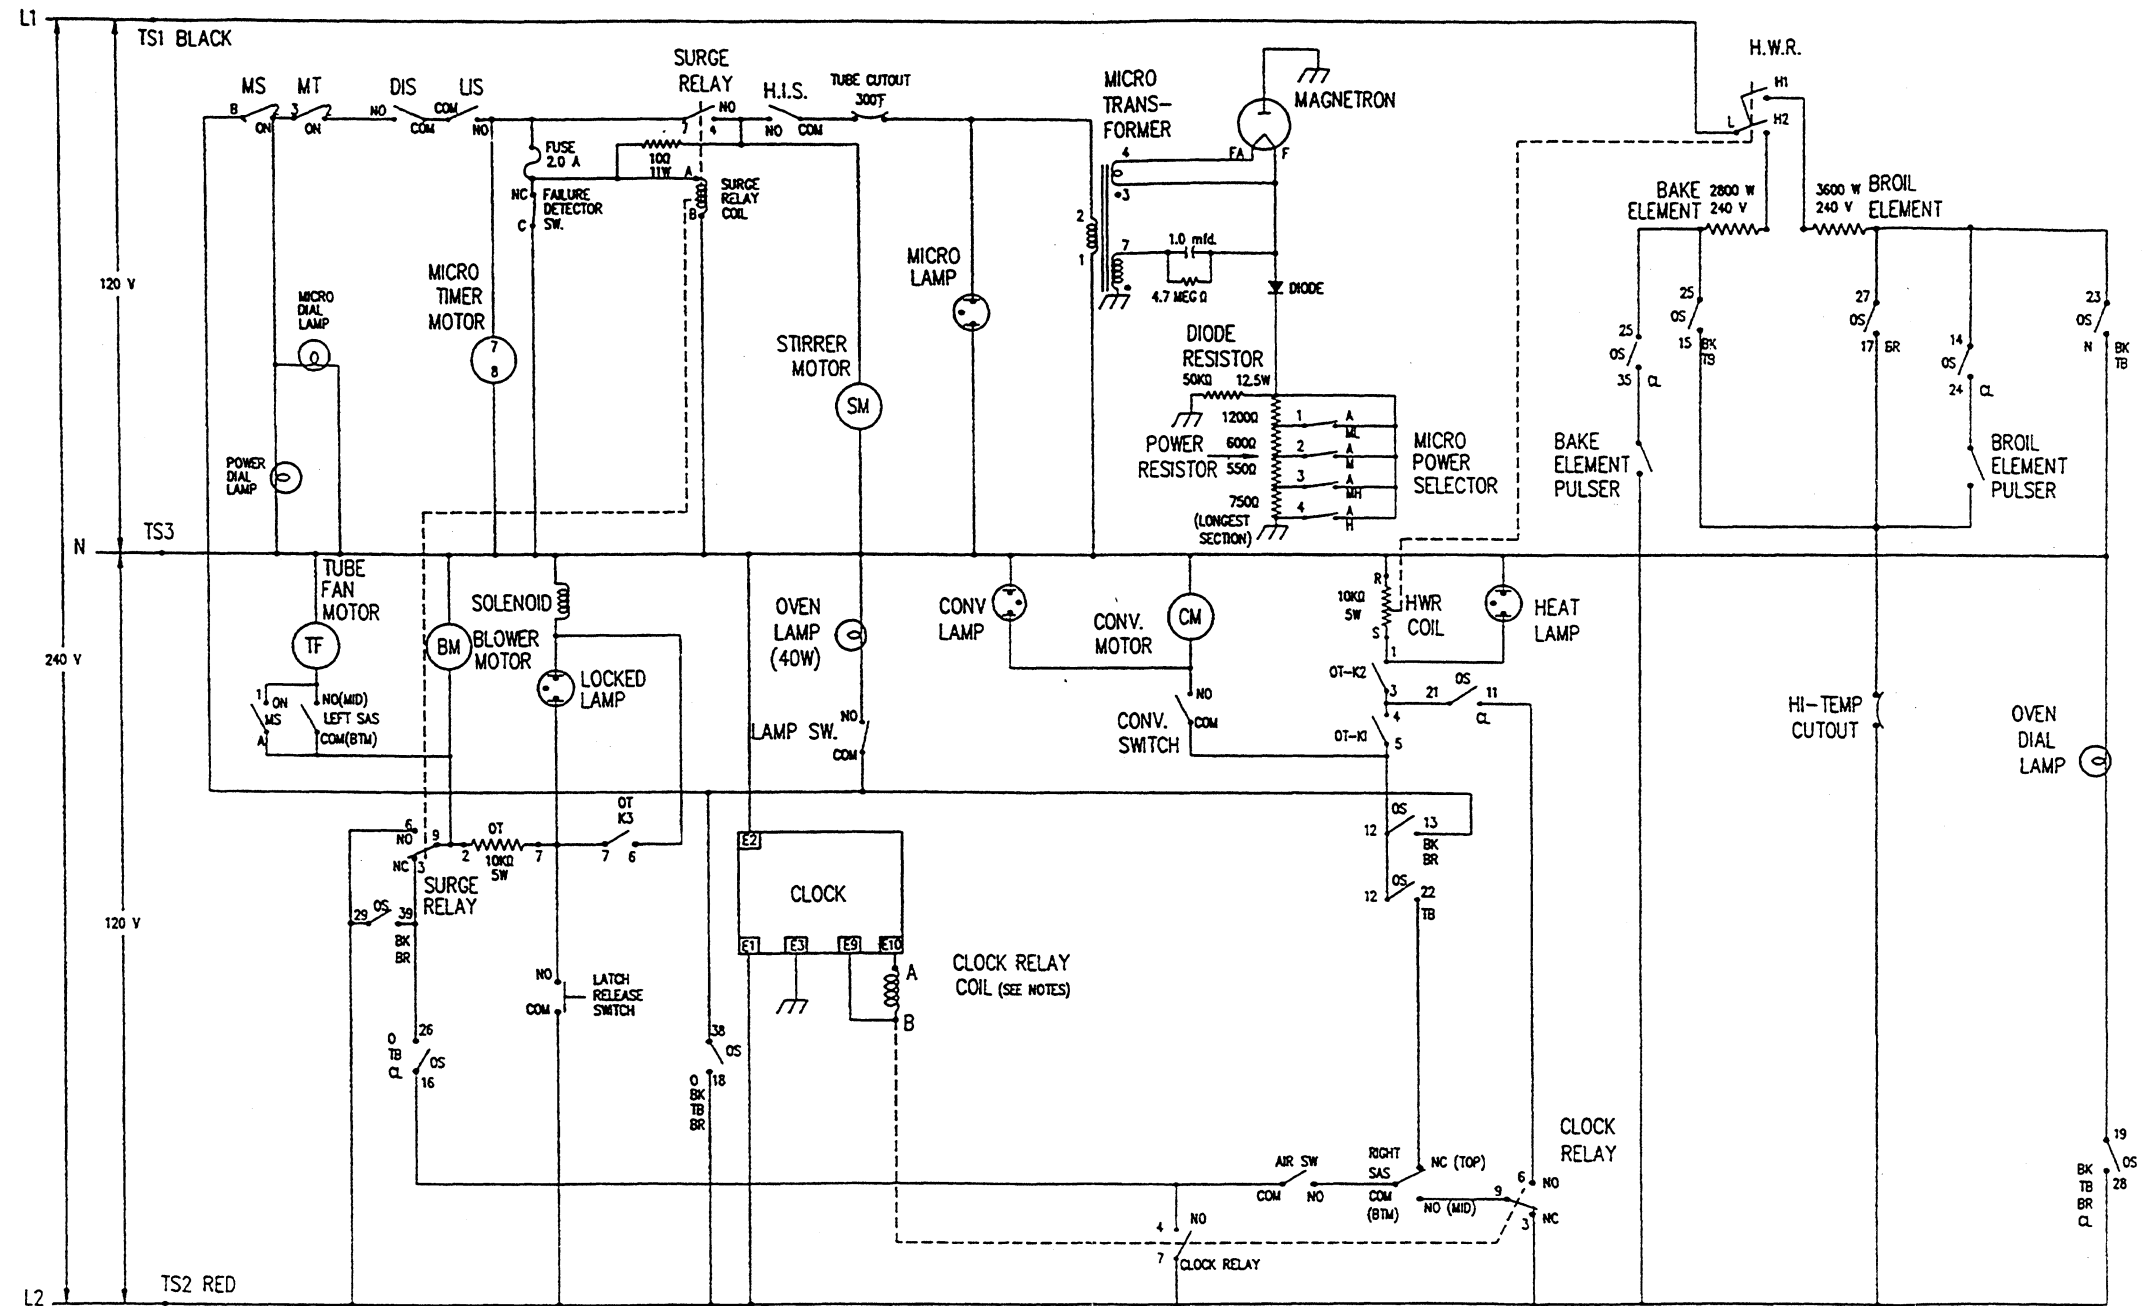 L1
TS1 BLACK
MS
MT
DIS
LIS
SURGE
RELAY
H.I.S.
TUBE CUTOUT
300°F
MICRO
TRANS-
FORMER
MAGNETRON
H.W.R.
H1
H2
L
B
2
ON
3
2
ON
NO
COM
COM
NO
7
NO
4
NO
COM
FUSE
2.0 A
10Ω
11W
A
SURGE
RELAY
COIL
B
NC
FAILURE
DETECTOR
SW.
C
4
3
FA
F
2
1
7
1.0 mfd.
4.7 MEG Ω
DIODE
BAKE
ELEMENT
2800 W
240 V
3600 W
240 V
BROIL
ELEMENT
120 V
MICRO
DIAL
LAMP
MICRO
TIMER
MOTOR
7
8
MICRO
LAMP
STIRRER
MOTOR
SM
DIODE
RESISTOR
50KΩ
12.5W
1200Ω
600Ω
550Ω
750Ω
POWER
RESISTOR
(LONGEST
SECTION)
1
A
ML
2
A
M
3
A
MH
4
A
H
MICRO
POWER
SELECTOR
25
OS
35
CL
25
OS
15
BK
TB
27
OS
17
BR
14
OS
24
CL
23
OS
N
BK
TB
BAKE
ELEMENT
PULSER
BROIL
ELEMENT
PULSER
POWER
DIAL
LAMP
N
TS3
240 V
TUBE
FAN
MOTOR
TF
1
ON
MS
A
NO(MID)
LEFT SAS
COM(BTM)
BM
BLOWER
MOTOR
SOLENOID
LOCKED
LAMP
OVEN
LAMP
(40W)
LAMP SW.
NO
COM
CONV
LAMP
CONV.
MOTOR
CM
CONV.
SWITCH
NO
COM
R
10KΩ
5W
HWR
COIL
S
HEAT
LAMP
1
OT-K2
3
4
OT-K1
5
21
OS
11
CL
HI-TEMP
CUTOUT
OVEN
DIAL
LAMP
120 V
6
NO
9
NC
3
SURGE
RELAY
2
OT
10KΩ
5W
7
OT
K3
7
6
29
OS
39
BK
BR
NO
COM
LATCH
RELEASE
SWITCH
E2
CLOCK
E1
E3
E9
E10
A
B
CLOCK RELAY
COIL (SEE NOTES)
12
OS
13
BK
BR
12
OS
22
TB
26
O
TB
CL
OS
16
38
OS
18
O
BK
TB
BR
AIR SW
COM
NO
RIGHT
SAS
COM
(BTM)
NC (TOP)
NO (MID)
9
6
NO
3
NC
CLOCK
RELAY
4
NO
7
CLOCK RELAY
19
OS
28
BK
TB
BR
CL
L2
TS2 RED